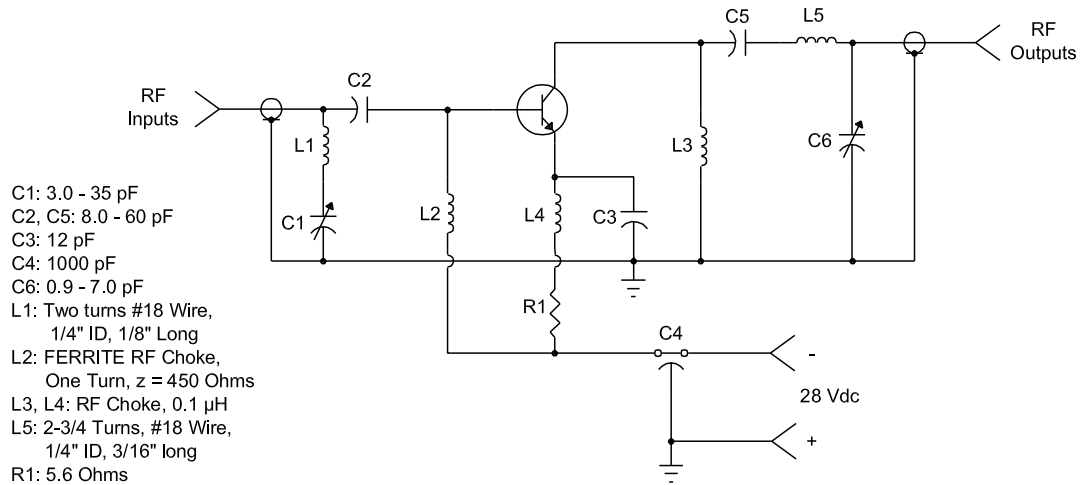 C5
L5
RF
Outputs
C2
RF
Inputs
L1
L3
C6
C1: 3.0 - 35 pF
C1
L2
L4
C3
C2, C5: 8.0 - 60 pF
C3: 12 pF
C4: 1000 pF
C6: 0.9 - 7.0 pF
L1: Two turns #18 Wire,
1/4" ID, 1/8" Long
R1
C4
L2: FERRITE RF Choke,
One Turn, z = 450 Ohms
-
28 Vdc
L3, L4: RF Choke, 0.1 µH
L5: 2-3/4 Turns, #18 Wire,
1/4" ID, 3/16" long
+
R1: 5.6 Ohms